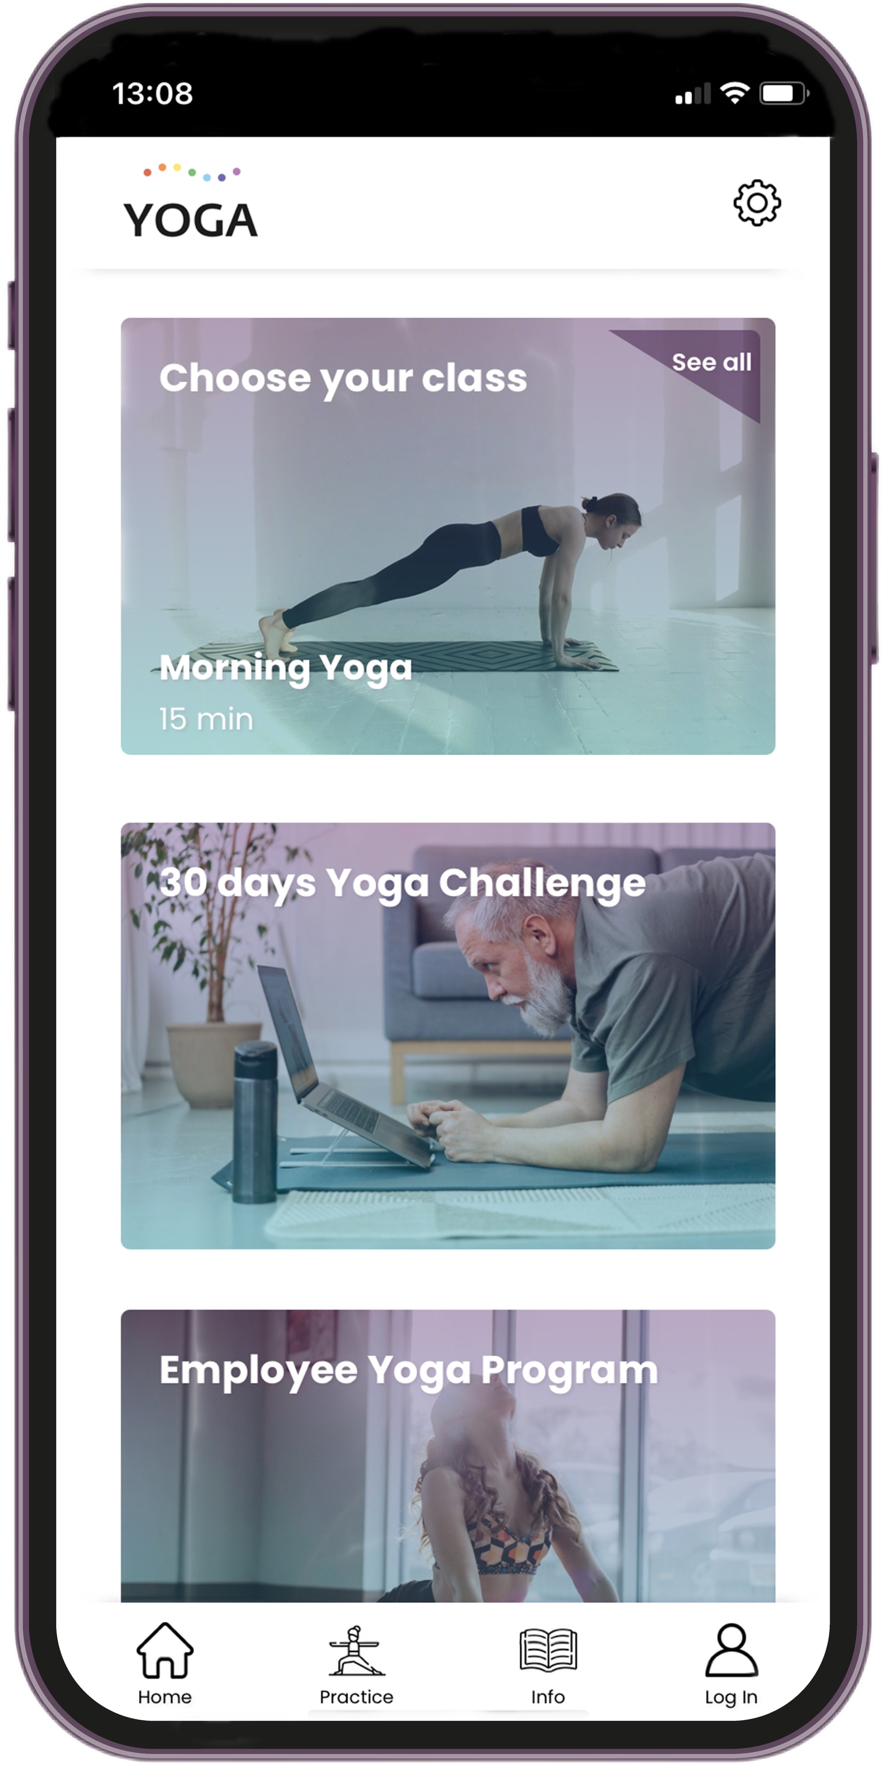 13:08
YOGA
Choose your class
See all
Morning Yoga
15 min
30 days Yoga Challenge
Employee Yoga Program
Home
Practice
Info
Log In